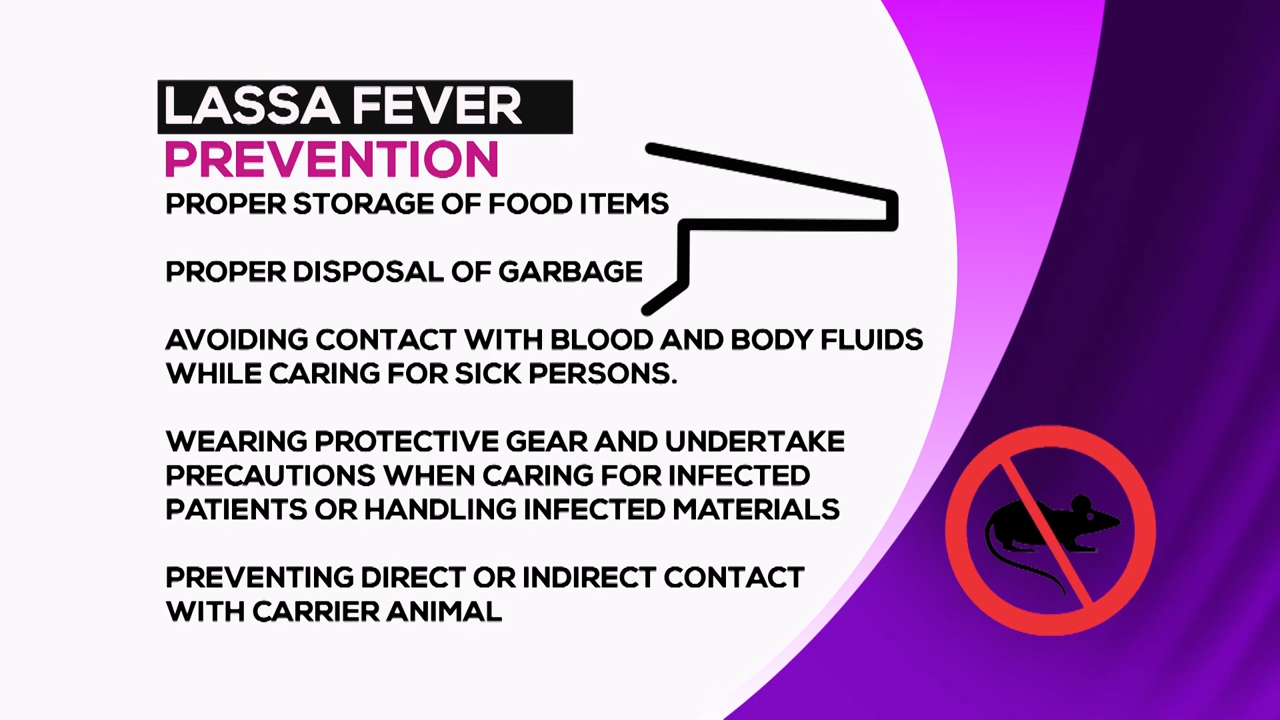 LASSA FEVER
PREVENTION
PROPER STORAGE OF FOOD ITEMS
PROPER DISPOSAL OF GARBAGE
AVOIDING CONTACT WITH BLOOD AND BODY FLUIDS
WHILE CARING FOR SICK PERSONS.
WEARING PROTECTIVE GEAR AND UNDERTAKE
PRECAUTIONS WHEN CARING FOR INFECTED
PATIENTS OR HANDLING INFECTED MATERIALS
PREVENTING DIRECT OR INDIRECT CONTACT
WITH CARRIER ANIMAL